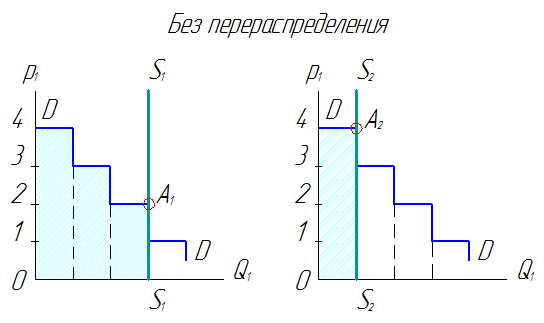 Без перераспределения
p₁ S₁
4 D
3
2 A₁
1 D
0 Q₁
S₁
p₁ S₂
4 D A₂
3
2
1 D
0 Q₁
S₂